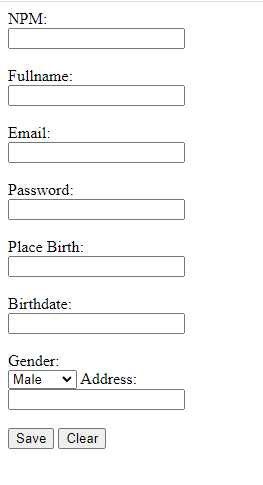 NPM:
Fullname:
Email:
Password:
Place Birth:
Birthdate:
Gender:
Male Address:
Save Clear